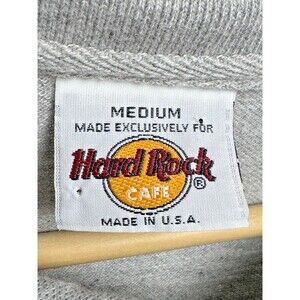 MEDIUM
MADE EXCLUSIVELY FOR
Hard Rock
CAFE ®
MADE IN U.S.A.